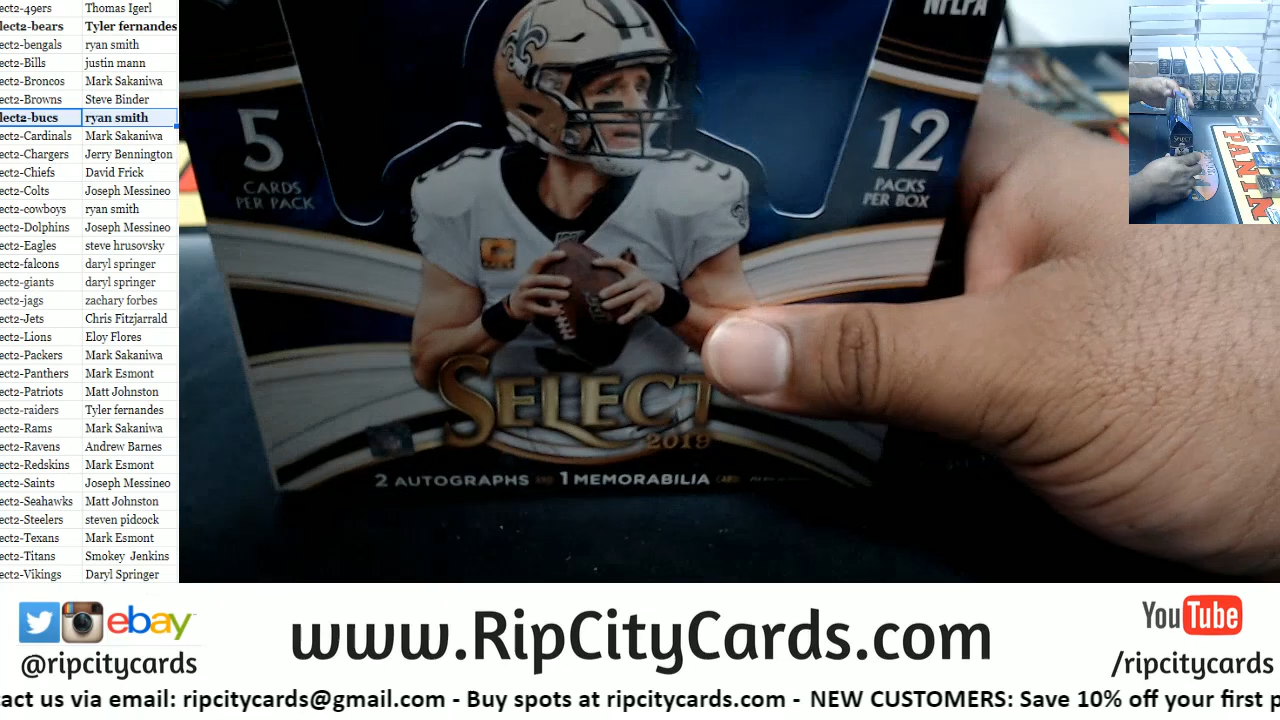 ect2-49ers Thomas Igerl
lect2-bears Tyler fernandes
ect2-bengals ryan smith
ect2-Bills justin mann
ect2-Broncos Mark Sakaniwa
ect2-Browns Steve Binder
lect2-bucs ryan smith
ect2-Cardinals Mark Sakaniwa
ect2-Chargers Jerry Bennington
ect2-Chiefs David Frick
ect2-Colts Joseph Messineo
ect2-cowboys ryan smith
ect2-Dolphins Joseph Messineo
ect2-Eagles steve hrusovsky
ect2-falcons daryl springer
ect2-giants daryl springer
ect2-jags zachary forbes
ect2-Jets Chris Fitzjarrald
ect2-Lions Eloy Flores
ect2-Packers Mark Sakaniwa
ect2-Panthers Mark Esmont
ect2-Patriots Matt Johnston
ect2-raiders Tyler fernandes
ect2-Rams Mark Sakaniwa
ect2-Ravens Andrew Barnes
ect2-Redskins Mark Esmont
ect2-Saints Joseph Messineo
ect2-Seahawks Matt Johnston
ect2-Steelers steven pidcock
ect2-Texans Mark Esmont
ect2-Titans Smokey Jenkins
ect2-Vikings Daryl Springer
NFLPA
5
CARDS
PER PACK
12
PACKS
PER BOX
SELECT
2019
2 AUTOGRAPHS 1 MEMORABILIA
SELECT
PANIN
ebay
@ripcitycards
www.RipCityCards.com
YouTube
/ripcitycards
tact us via email: ripcitycards@gmail.com - Buy spots at ripcitycards.com - NEW CUSTOMERS: Save 10% off your first p